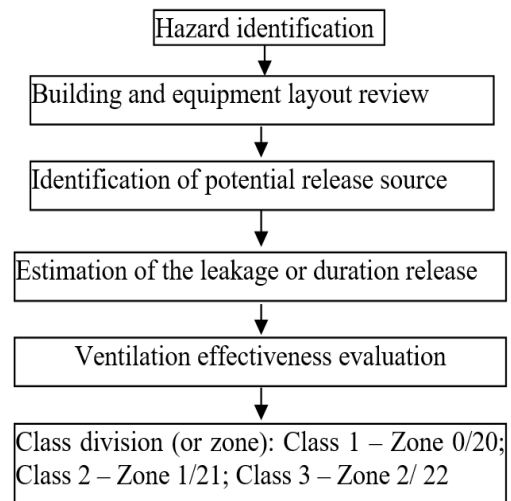 Hazard identification
Building and equipment layout review
Identification of potential release source
Estimation of the leakage or duration release
Ventilation effectiveness evaluation
Class division (or zone): Class 1 – Zone 0/20;
Class 2 – Zone 1/21; Class 3 – Zone 2/ 22